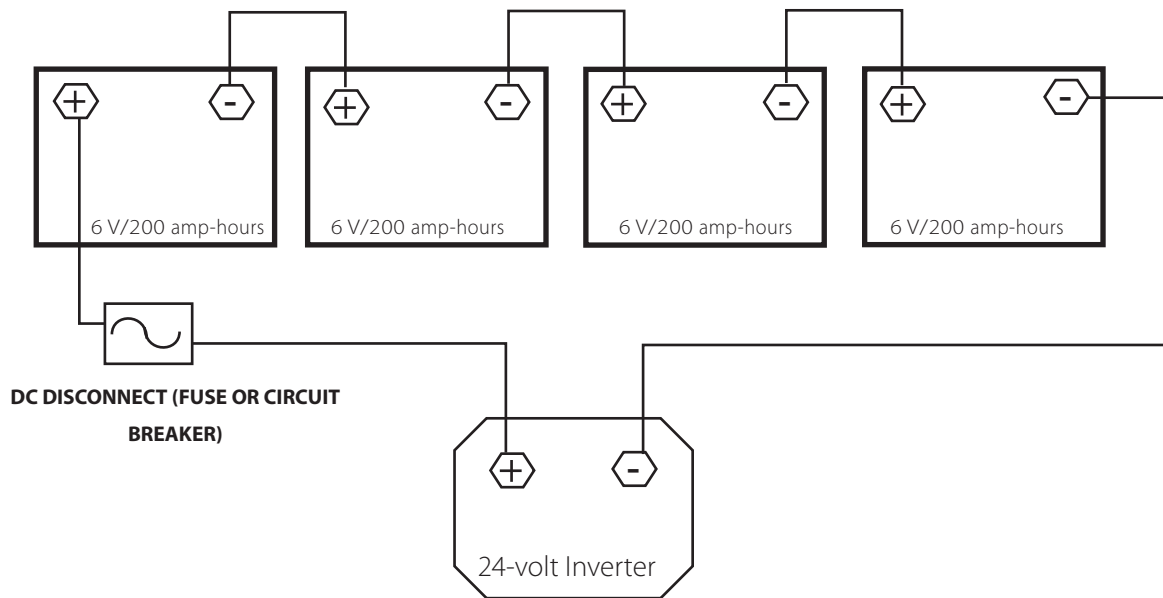 + - + - + - + -
6 V/200 amp-hours 6 V/200 amp-hours 6 V/200 amp-hours 6 V/200 amp-hours
DC DISCONNECT (FUSE OR CIRCUIT
BREAKER)
+ -
24-volt Inverter